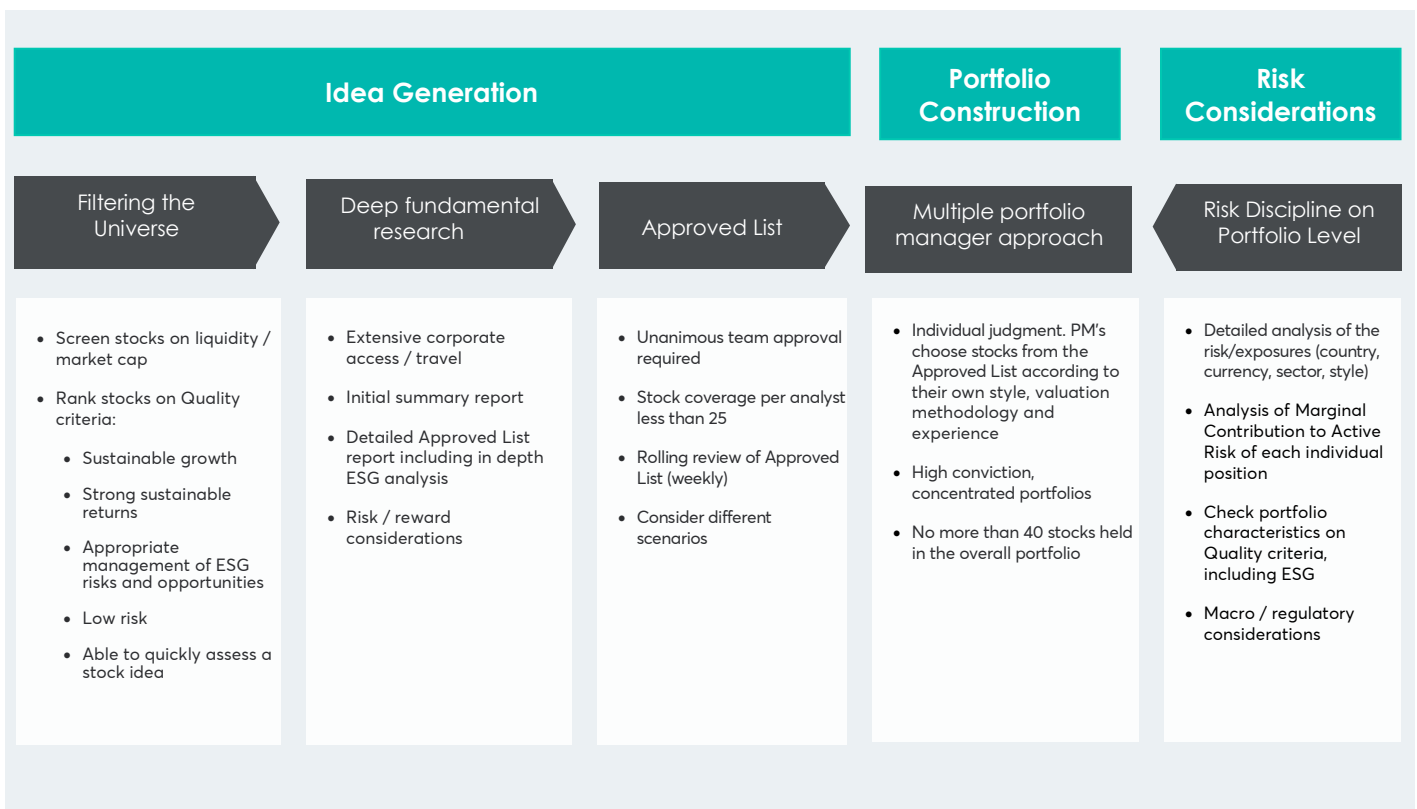 Idea Generation
Portfolio
Construction
Risk
Considerations
Filtering the
Universe
Deep fundamental
research
Approved List
Multiple portfolio
manager approach
Risk Discipline on
Portfolio Level
• Screen stocks on liquidity /
market cap
• Rank stocks on Quality
criteria:
• Sustainable growth
• Strong sustainable
returns
• Appropriate
management of ESG
risks and opportunities
• Low risk
• Able to quickly assess a
stock idea
• Extensive corporate
access / travel
• Initial summary report
• Detailed Approved List
report including in depth
ESG analysis
• Risk / reward
considerations
• Unanimous team approval
required
• Stock coverage per analyst
less than 25
• Rolling review of Approved
List (weekly)
• Consider different
scenarios
• Individual judgment. PM's
choose stocks from the
Approved List according to
their own style, valuation
methodology and
experience
• High conviction,
concentrated portfolios
• No more than 40 stocks held
in the overall portfolio
• Detailed analysis of the
risk/exposures (country,
currency, sector, style)
• Analysis of Marginal
Contribution to Active
Risk of each individual
position
• Check portfolio
characteristics on
Quality criteria,
including ESG
• Macro / regulatory
considerations